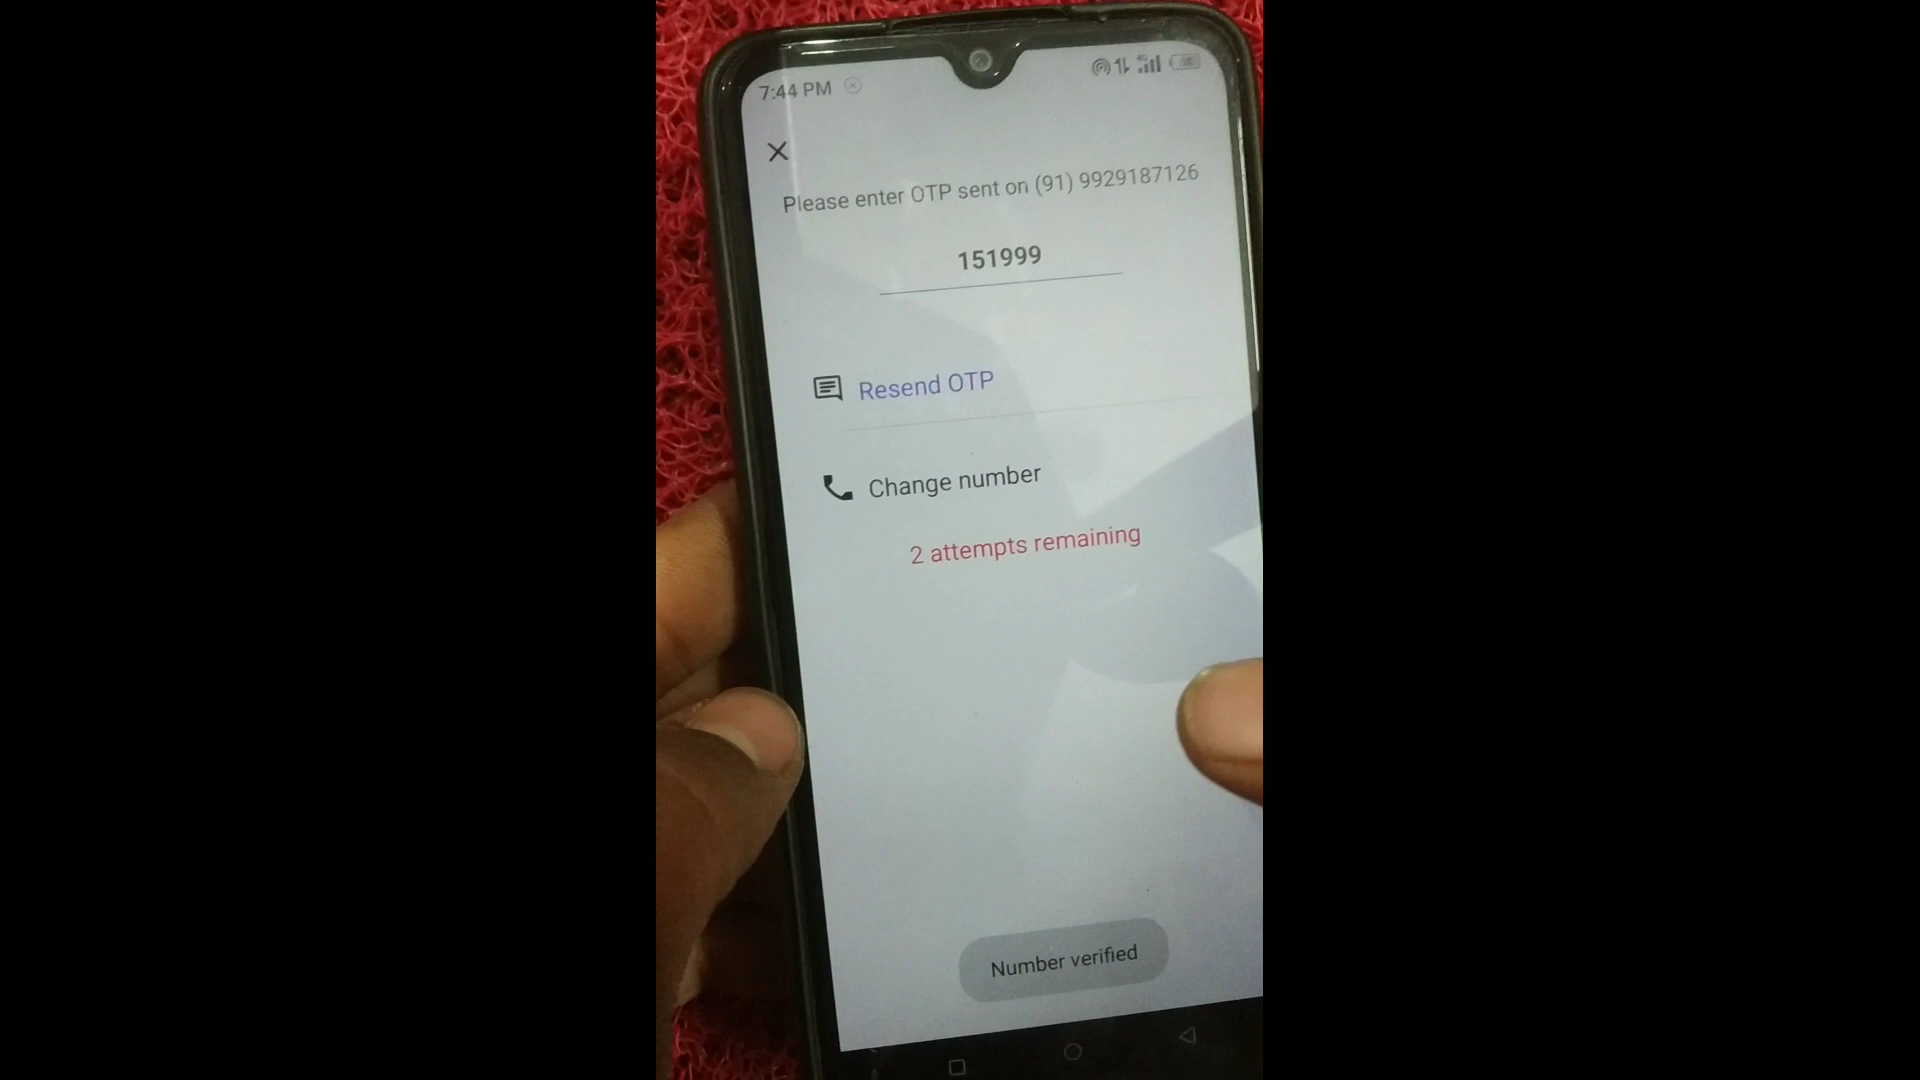 7:44 PM
Please enter OTP sent on (91) 9929187126
151999
Resend OTP
Change number
2 attempts remaining
Number verified